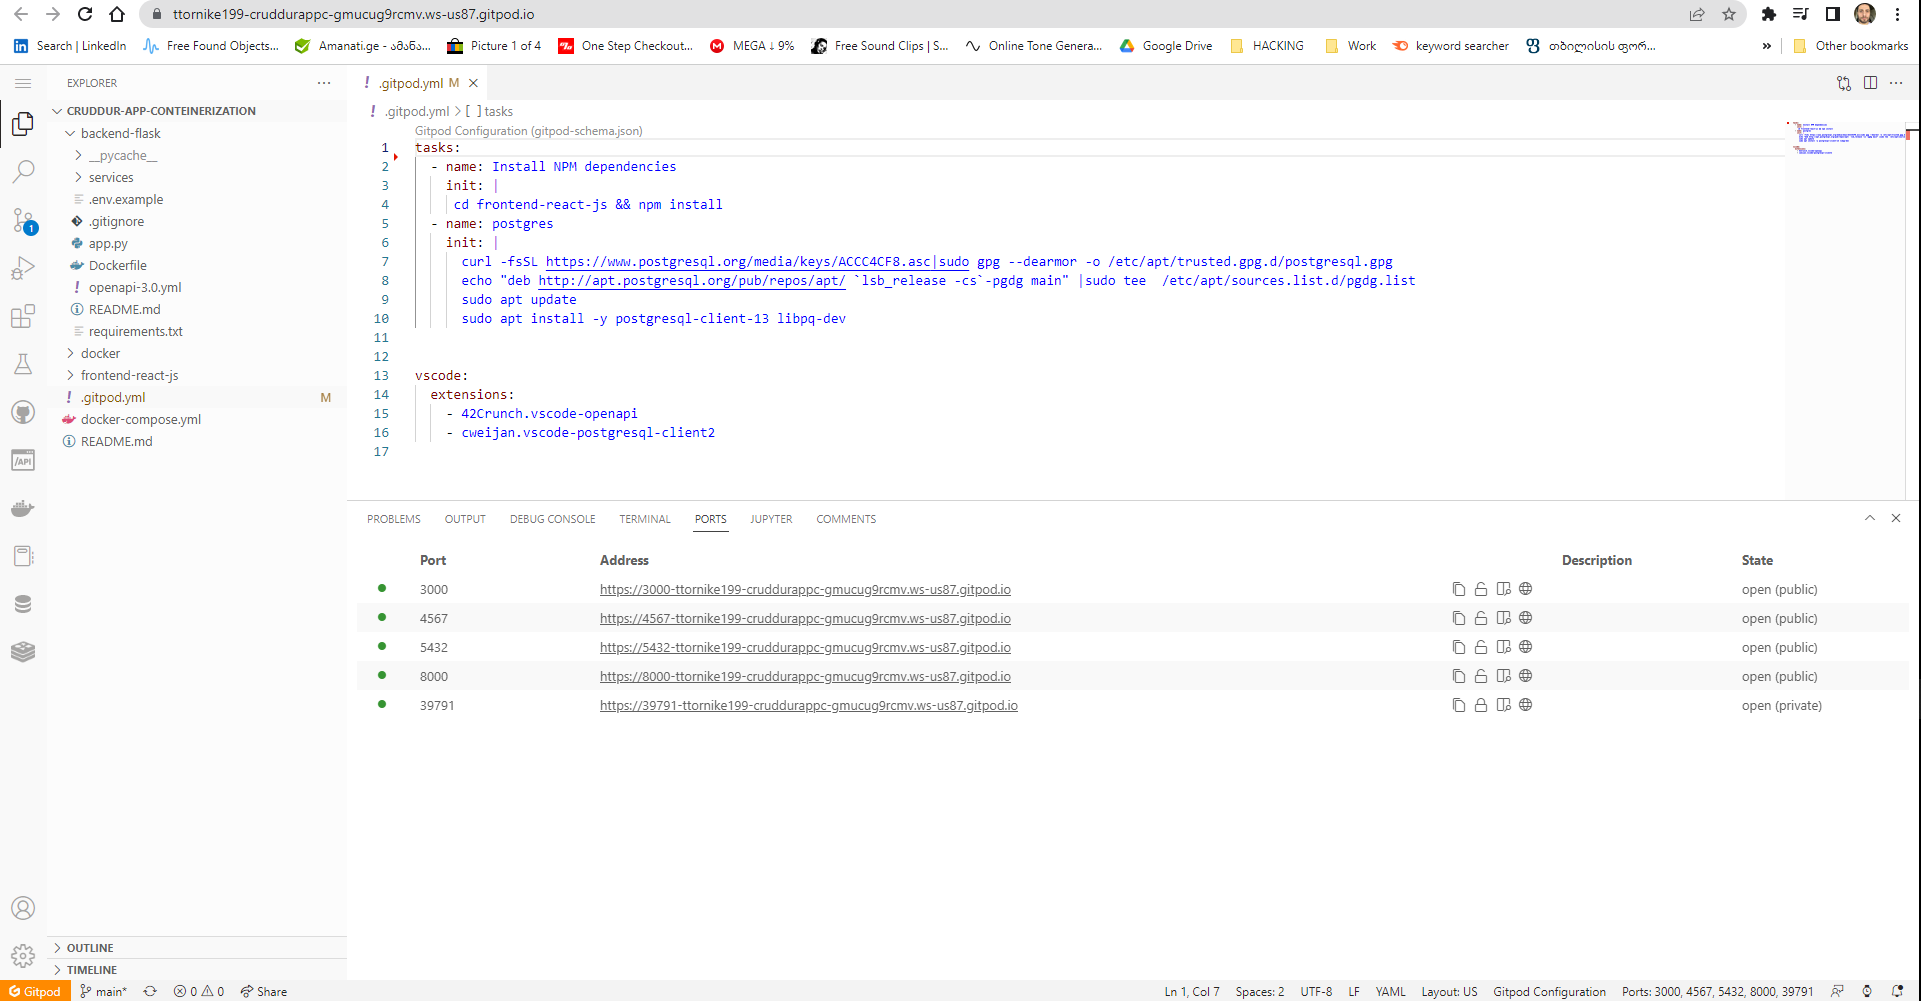 ttornike199-cruddurappc-gmucug9rcmv.ws-us87.gitpod.io
Search | LinkedIn
Free Found Objects...
Amanati.ge - ამანა...
Picture 1 of 4
One Step Checkout...
MEGA ↓ 9%
Free Sound Clips | S...
Online Tone Genera...
Google Drive
HACKING
Work
keyword searcher
თბილისის ფორ...
»
Other bookmarks
EXPLORER
CRUDDUR-APP-CONTEINERIZATION
backend-flask
__pycache__
services
.env.example
.gitignore
app.py
Dockerfile
openapi-3.0.yml
README.md
requirements.txt
docker
frontend-react-js
.gitpod.yml M
docker-compose.yml
README.md
OUTLINE
TIMELINE
1
/API
! .gitpod.yml M
! .gitpod.yml > [ ] tasks
Gitpod Configuration (gitpod-schema.json)
1 tasks:
2 - name: Install NPM dependencies
3 init: |
4 cd frontend-react-js && npm install
5 - name: postgres
6 init: |
7 curl -fsSL https://www.postgresql.org/media/keys/ACCC4CF8.asc|sudo gpg --dearmor -o /etc/apt/trusted.gpg.d/postgresql.gpg
8 echo "deb http://apt.postgresql.org/pub/repos/apt/ `lsb_release -cs`-pgdg main" |sudo tee  /etc/apt/sources.list.d/pgdg.list
9 sudo apt update
10 sudo apt install -y postgresql-client-13 libpq-dev
11
12
13 vscode:
14 extensions:
15 - 42Crunch.vscode-openapi
16 - cweijan.vscode-postgresql-client2
17
PROBLEMS OUTPUT DEBUG CONSOLE TERMINAL PORTS JUPYTER COMMENTS
Port Address Description State
3000 https://3000-ttornike199-cruddurappc-gmucug9rcmv.ws-us87.gitpod.io open (public)
4567 https://4567-ttornike199-cruddurappc-gmucug9rcmv.ws-us87.gitpod.io open (public)
5432 https://5432-ttornike199-cruddurappc-gmucug9rcmv.ws-us87.gitpod.io open (public)
8000 https://8000-ttornike199-cruddurappc-gmucug9rcmv.ws-us87.gitpod.io open (public)
39791 https://39791-ttornike199-cruddurappc-gmucug9rcmv.ws-us87.gitpod.io open (private)
Gitpod main* 0 0 Share Ln 1, Col 7 Spaces: 2 UTF-8 LF YAML Layout: US Gitpod Configuration Ports: 3000, 4567, 5432, 8000, 39791